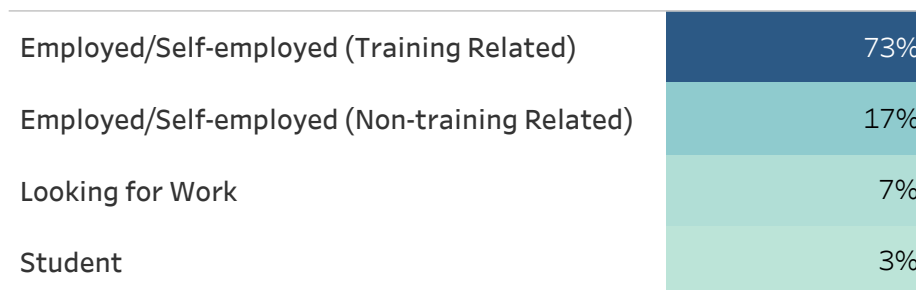 Employed/Self-employed (Training Related) 73%
Employed/Self-employed (Non-training Related) 17%
Looking for Work 7%
Student 3%